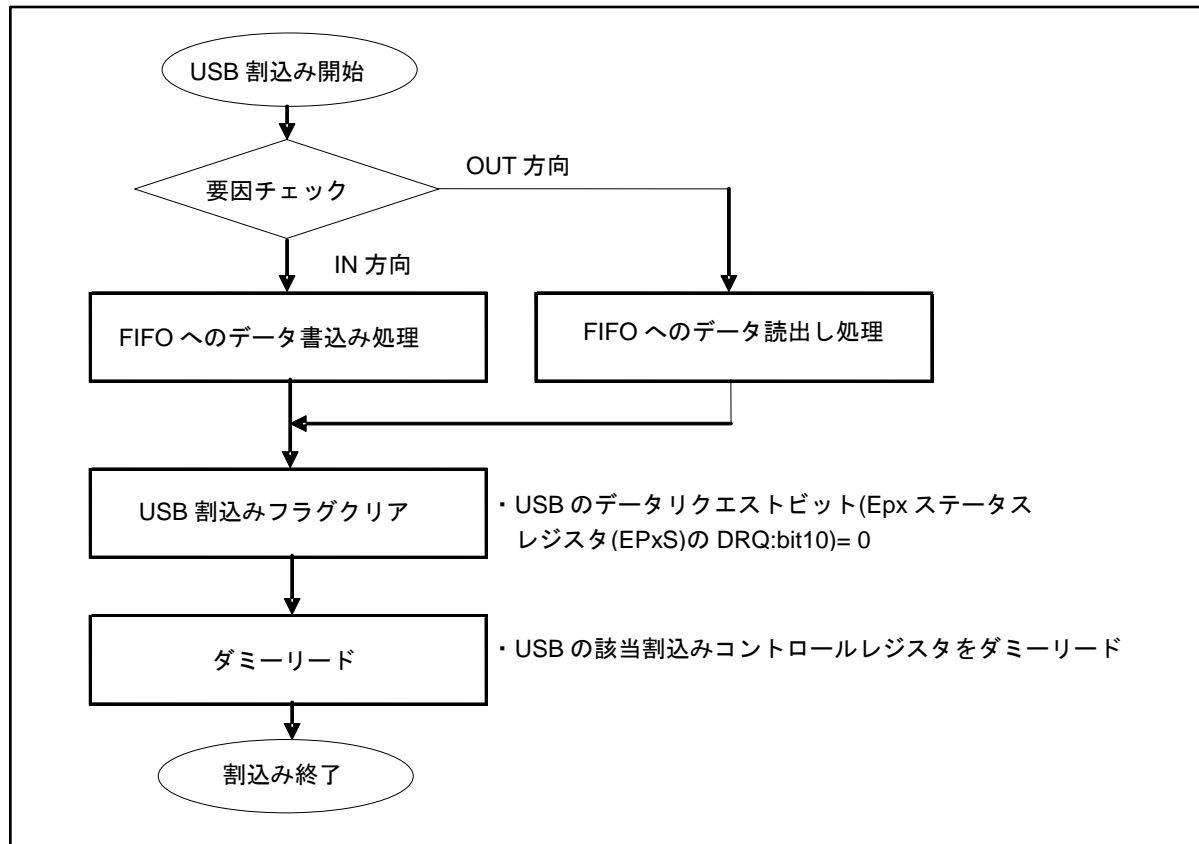 USB 割込み開始
要因チェック
OUT 方向
IN 方向
FIFO へのデータ書込み処理
FIFO へのデータ読出し処理
USB 割込みフラグクリア
・USB のデータリクエストビット(Epx ステータス
レジスタ(EPxS)の DRQ:bit10)= 0
ダミーリード
・USB の該当割込みコントロールレジスタをダミーリード
割込み終了